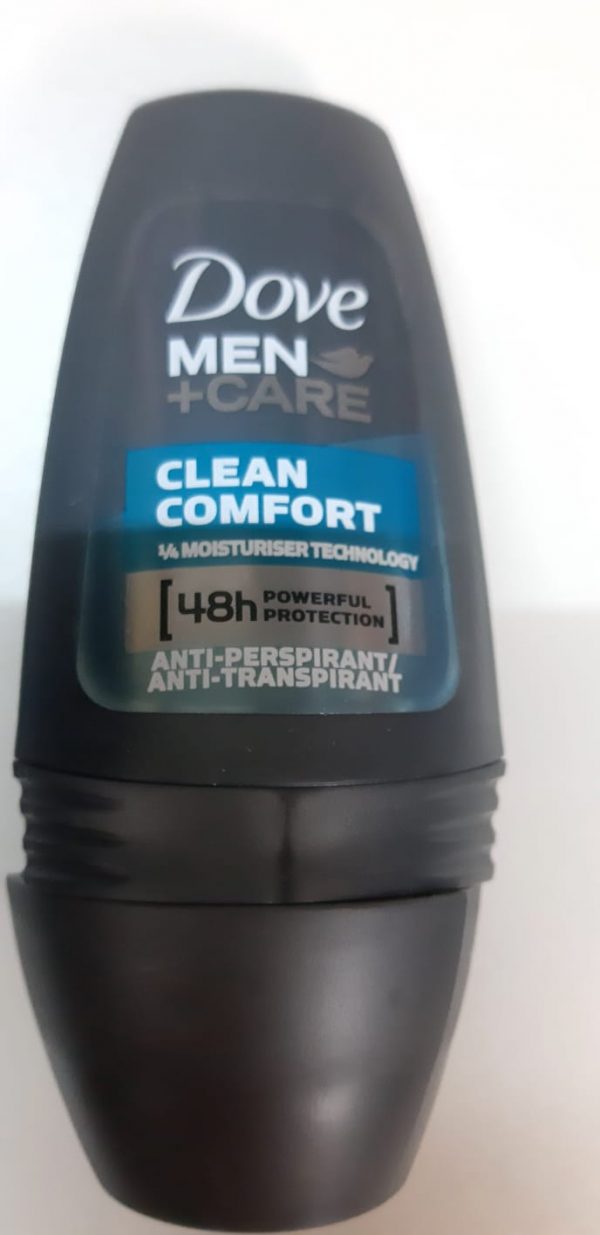 Dove
MEN
+CARE
CLEAN
COMFORT
¼ MOISTURISER TECHNOLOGY
[48h POWERFUL
PROTECTION]
ANTI-PERSPIRANT/
ANTI-TRANSPIRANT